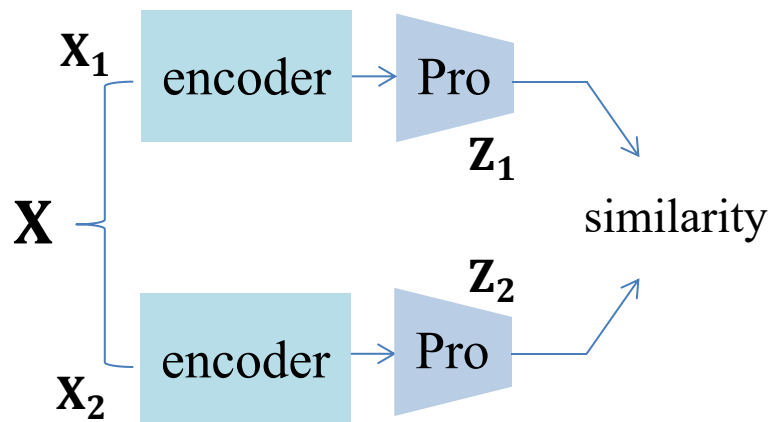 X₁
encoder
Pro
Z₁
X
similarity
Z₂
encoder
Pro
X₂